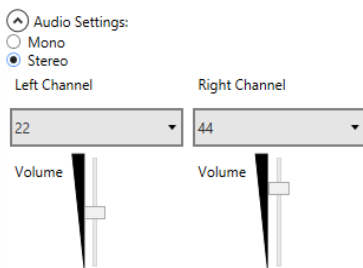 Audio Settings:
Mono
Stereo
Left Channel Right Channel
22 44
Volume Volume